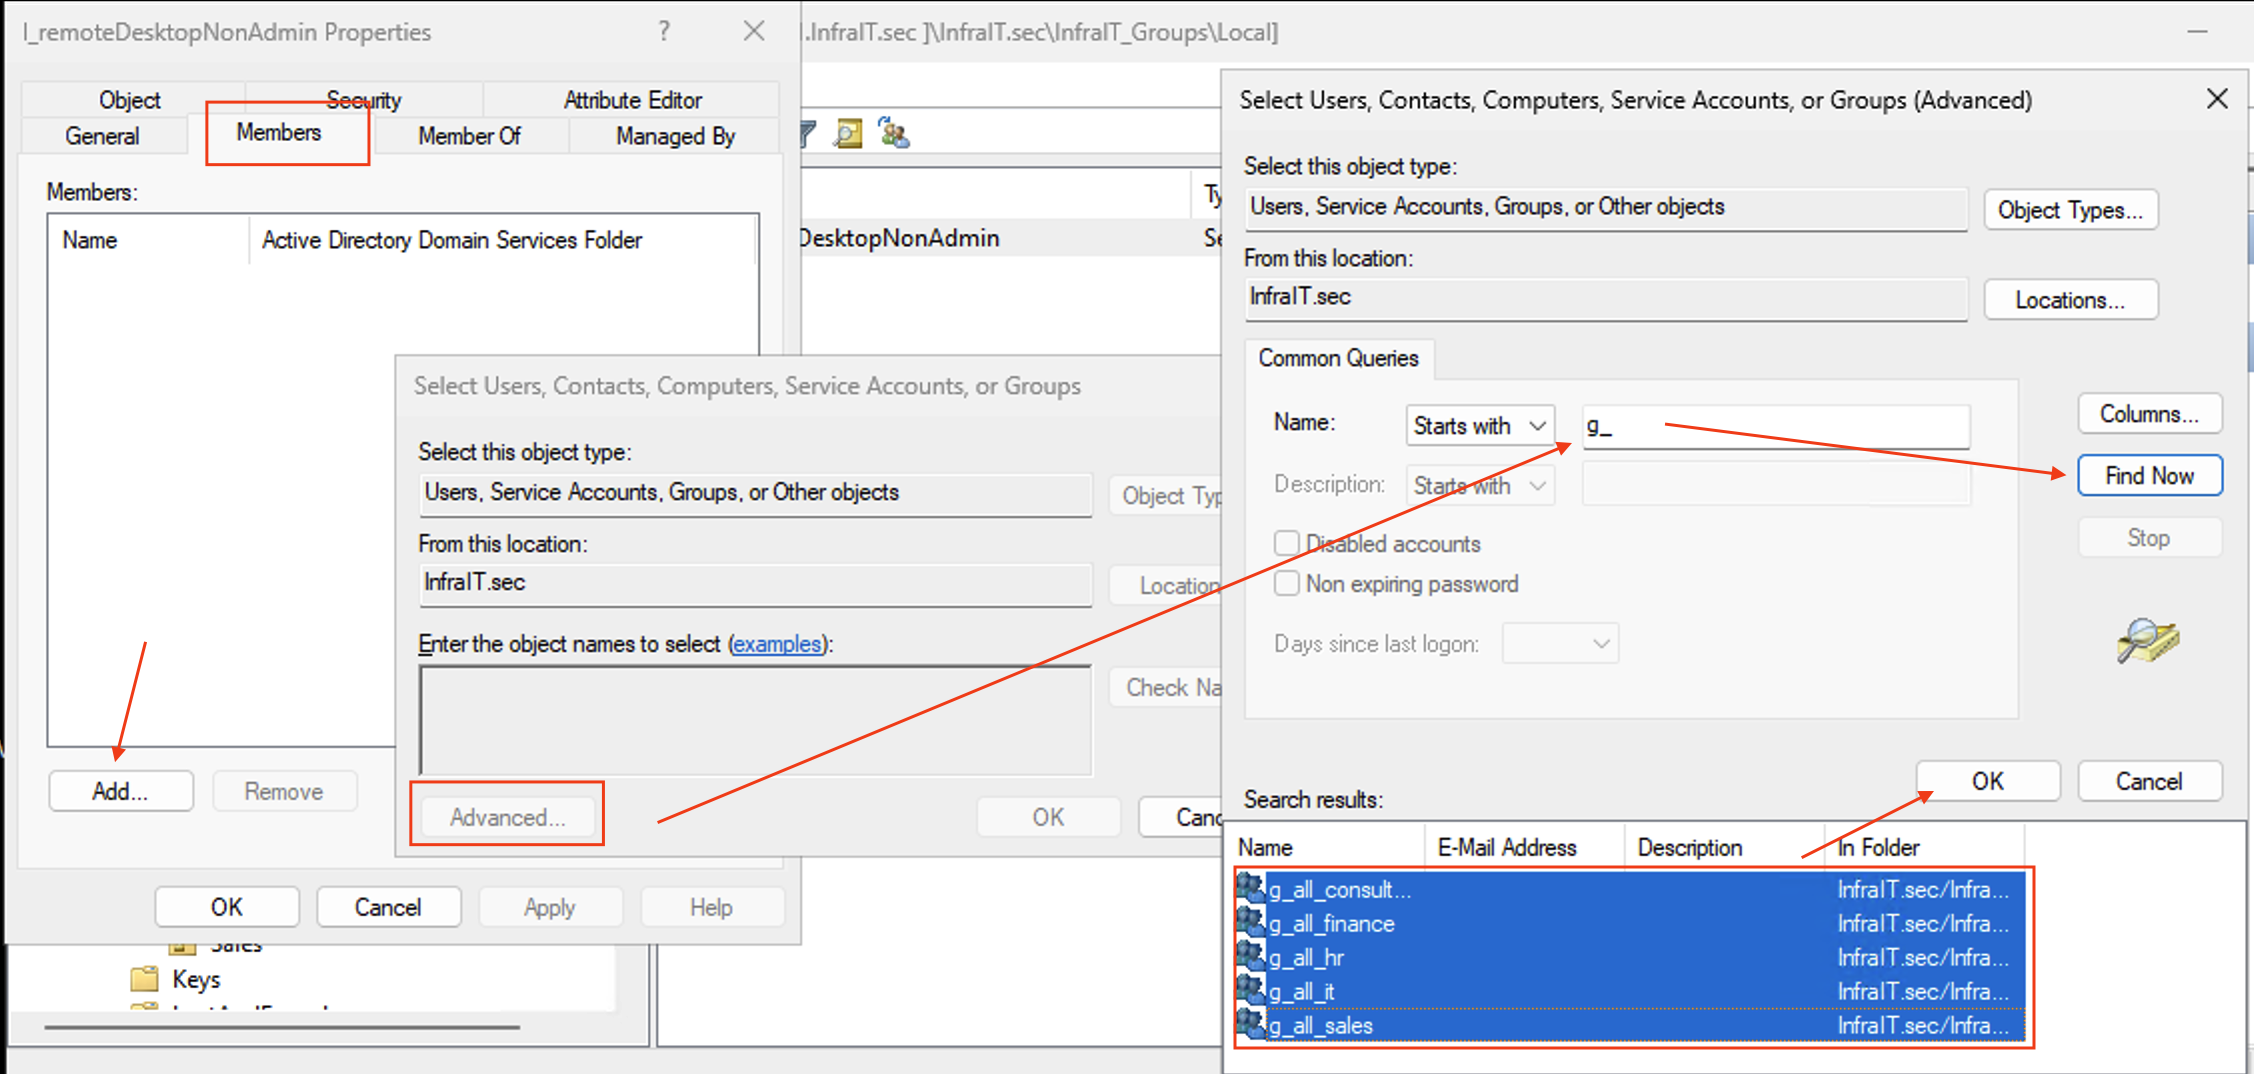 l_remoteDesktopNonAdmin Properties
?
.InfraIT.sec ]\InfraIT.sec\InfraIT_Groups\Local]
Object
Security
Attribute Editor
General
Members
Member Of
Managed By
Members:
Name
Active Directory Domain Services Folder
Add...
Remove
OK
Cancel
Apply
Help
Sales
Keys
DesktopNonAdmin
Select Users, Contacts, Computers, Service Accounts, or Groups
Select this object type:
Users, Service Accounts, Groups, or Other objects
Object Typ
From this location:
InfraIT.sec
Location
Enter the object names to select (examples):
Check Na
Advanced...
OK
Canc
Select Users, Contacts, Computers, Service Accounts, or Groups (Advanced)
Select this object type:
Users, Service Accounts, Groups, or Other objects
Object Types...
From this location:
InfraIT.sec
Locations...
Common Queries
Name:
Starts with
g_
Columns...
Find Now
Description:
Starts with
Stop
Disabled accounts
Non expiring password
Days since last logon:
OK
Cancel
Search results:
Name
E-Mail Address
Description
In Folder
g_all_consult...
InfraIT.sec/Infra...
g_all_finance
InfraIT.sec/Infra...
g_all_hr
InfraIT.sec/Infra...
g_all_it
InfraIT.sec/Infra...
g_all_sales
InfraIT.sec/Infra...